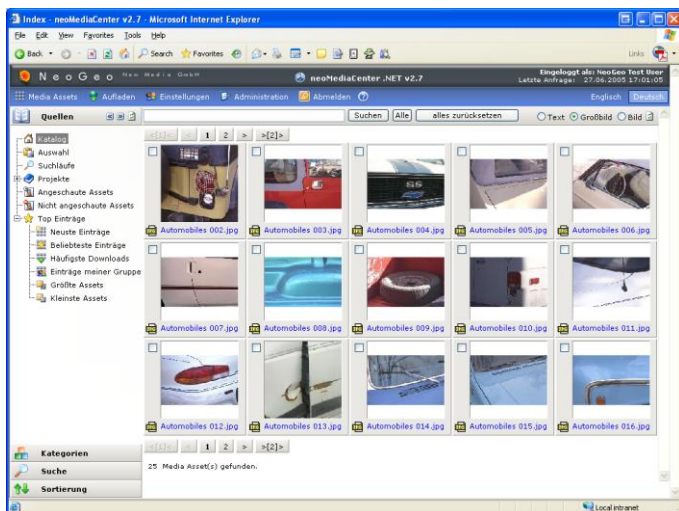 Index - neoMediaCenter v2.7 - Microsoft Internet Explorer
File Edit View Favorites Tools Help
Back Search Favorites Links
NeoGeo New Media GmbH neoMediaCenter .NET v2.7 Eingeloggt als: NeoGeo Test User
Letzte Anfrage: 27.06.2005 17:01:05
Media Assets Aufladen Einstellungen Administration Abmelden Englisch Deutsch
Quellen Suchen Alle alles zurücksetzen Text Großbild Bild
<[1]< < 1 2 > >[2]>
Katalog
Auswahl
Suchläufe
Projekte
Angeschaute Assets
Nicht angeschaute Assets
Top Einträge
Neuste Einträge
Beliebteste Einträge
Häufigste Downloads
Einträge meiner Gruppe
Größte Assets
Kleinste Assets
SS
Automobiles 002.jpg Automobiles 003.jpg Automobiles 004.jpg Automobiles 005.jpg Automobiles 006.jpg
Automobiles 007.jpg Automobiles 008.jpg Automobiles 009.jpg Automobiles 010.jpg Automobiles 011.jpg
Automobiles 012.jpg Automobiles 013.jpg Automobiles 014.jpg Automobiles 015.jpg Automobiles 016.jpg
<[1]< < 1 2 > >[2]>
25 Media Asset(s) gefunden.
Kategorien
Suche
Sortierung
Local intranet